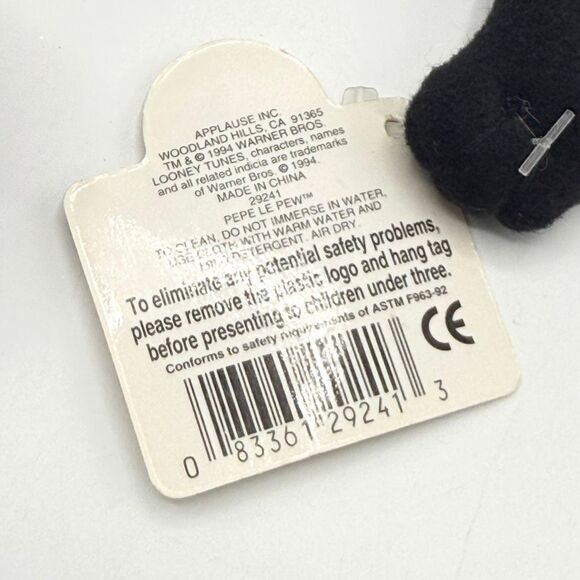 APPLAUSE INC.
WOODLAND HILLS, CA 91365
TM & © 1994 WARNER BROS.
LOONEY TUNES, characters, names
and all related indicia are trademarks
of Warner Bros. © 1994.
MADE IN CHINA
29241
PEPE LE PEW™
TO CLEAN, DO NOT IMMERSE IN WATER.
USE CLOTH WITH WARM WATER AND
DETERGENT. AIR DRY.
To eliminate any potential safety problems,
please remove the plastic logo and hang tag
before presenting to children under three.
Conforms to safety requirements of ASTM F963-92
CE
0 83361 29241 3